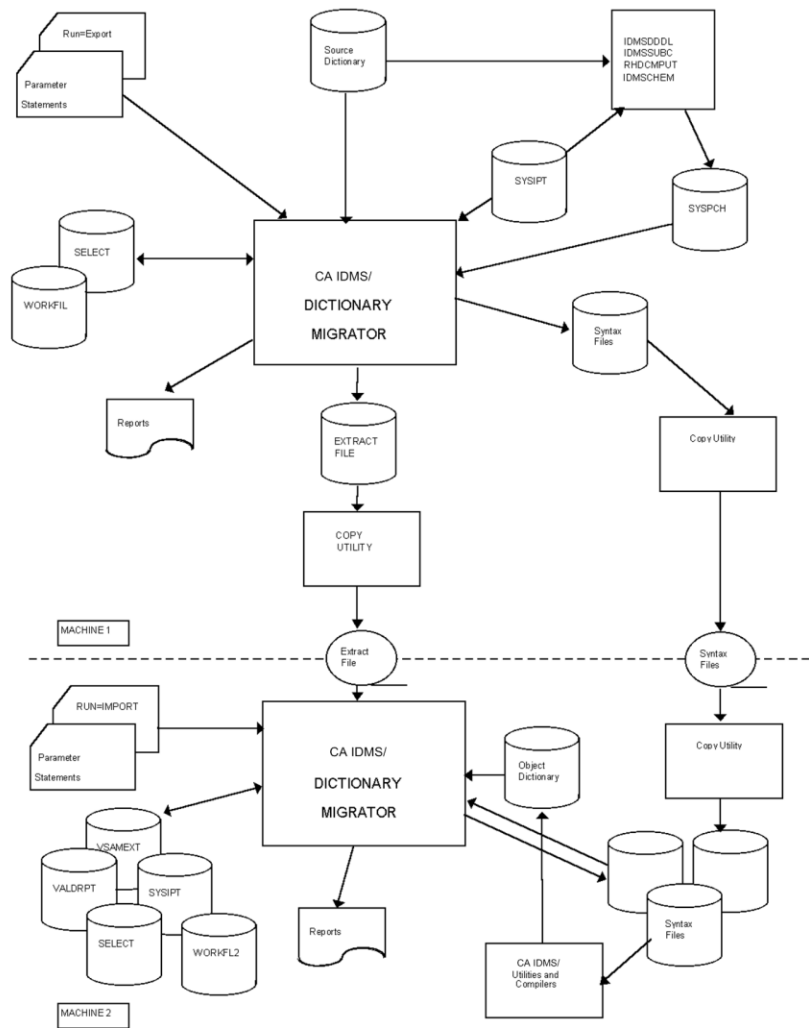 Run=Export
Parameter
Statements
Source
Dictionary
IDMSDDDL
IDMSSUBC
RHDCMPUT
IDMSCHEM
SYSIPT
SYSPCH
SELECT
WORKFIL
CA IDMS/
DICTIONARY
MIGRATOR
Syntax
Files
Reports
EXTRACT
FILE
Copy Utility
COPY
UTILITY
MACHINE 1
Extract
File
Syntax
Files
RUN=IMPORT
Parameter
Statements
CA IDMS/
DICTIONARY
MIGRATOR
Object
Dictionary
Copy Utility
VSAMEXT
VALDRPT
SYSIPT
SELECT
WORKFL2
Reports
Syntax
Files
CA IDMS/
Utilities and
Compilers
MACHINE 2